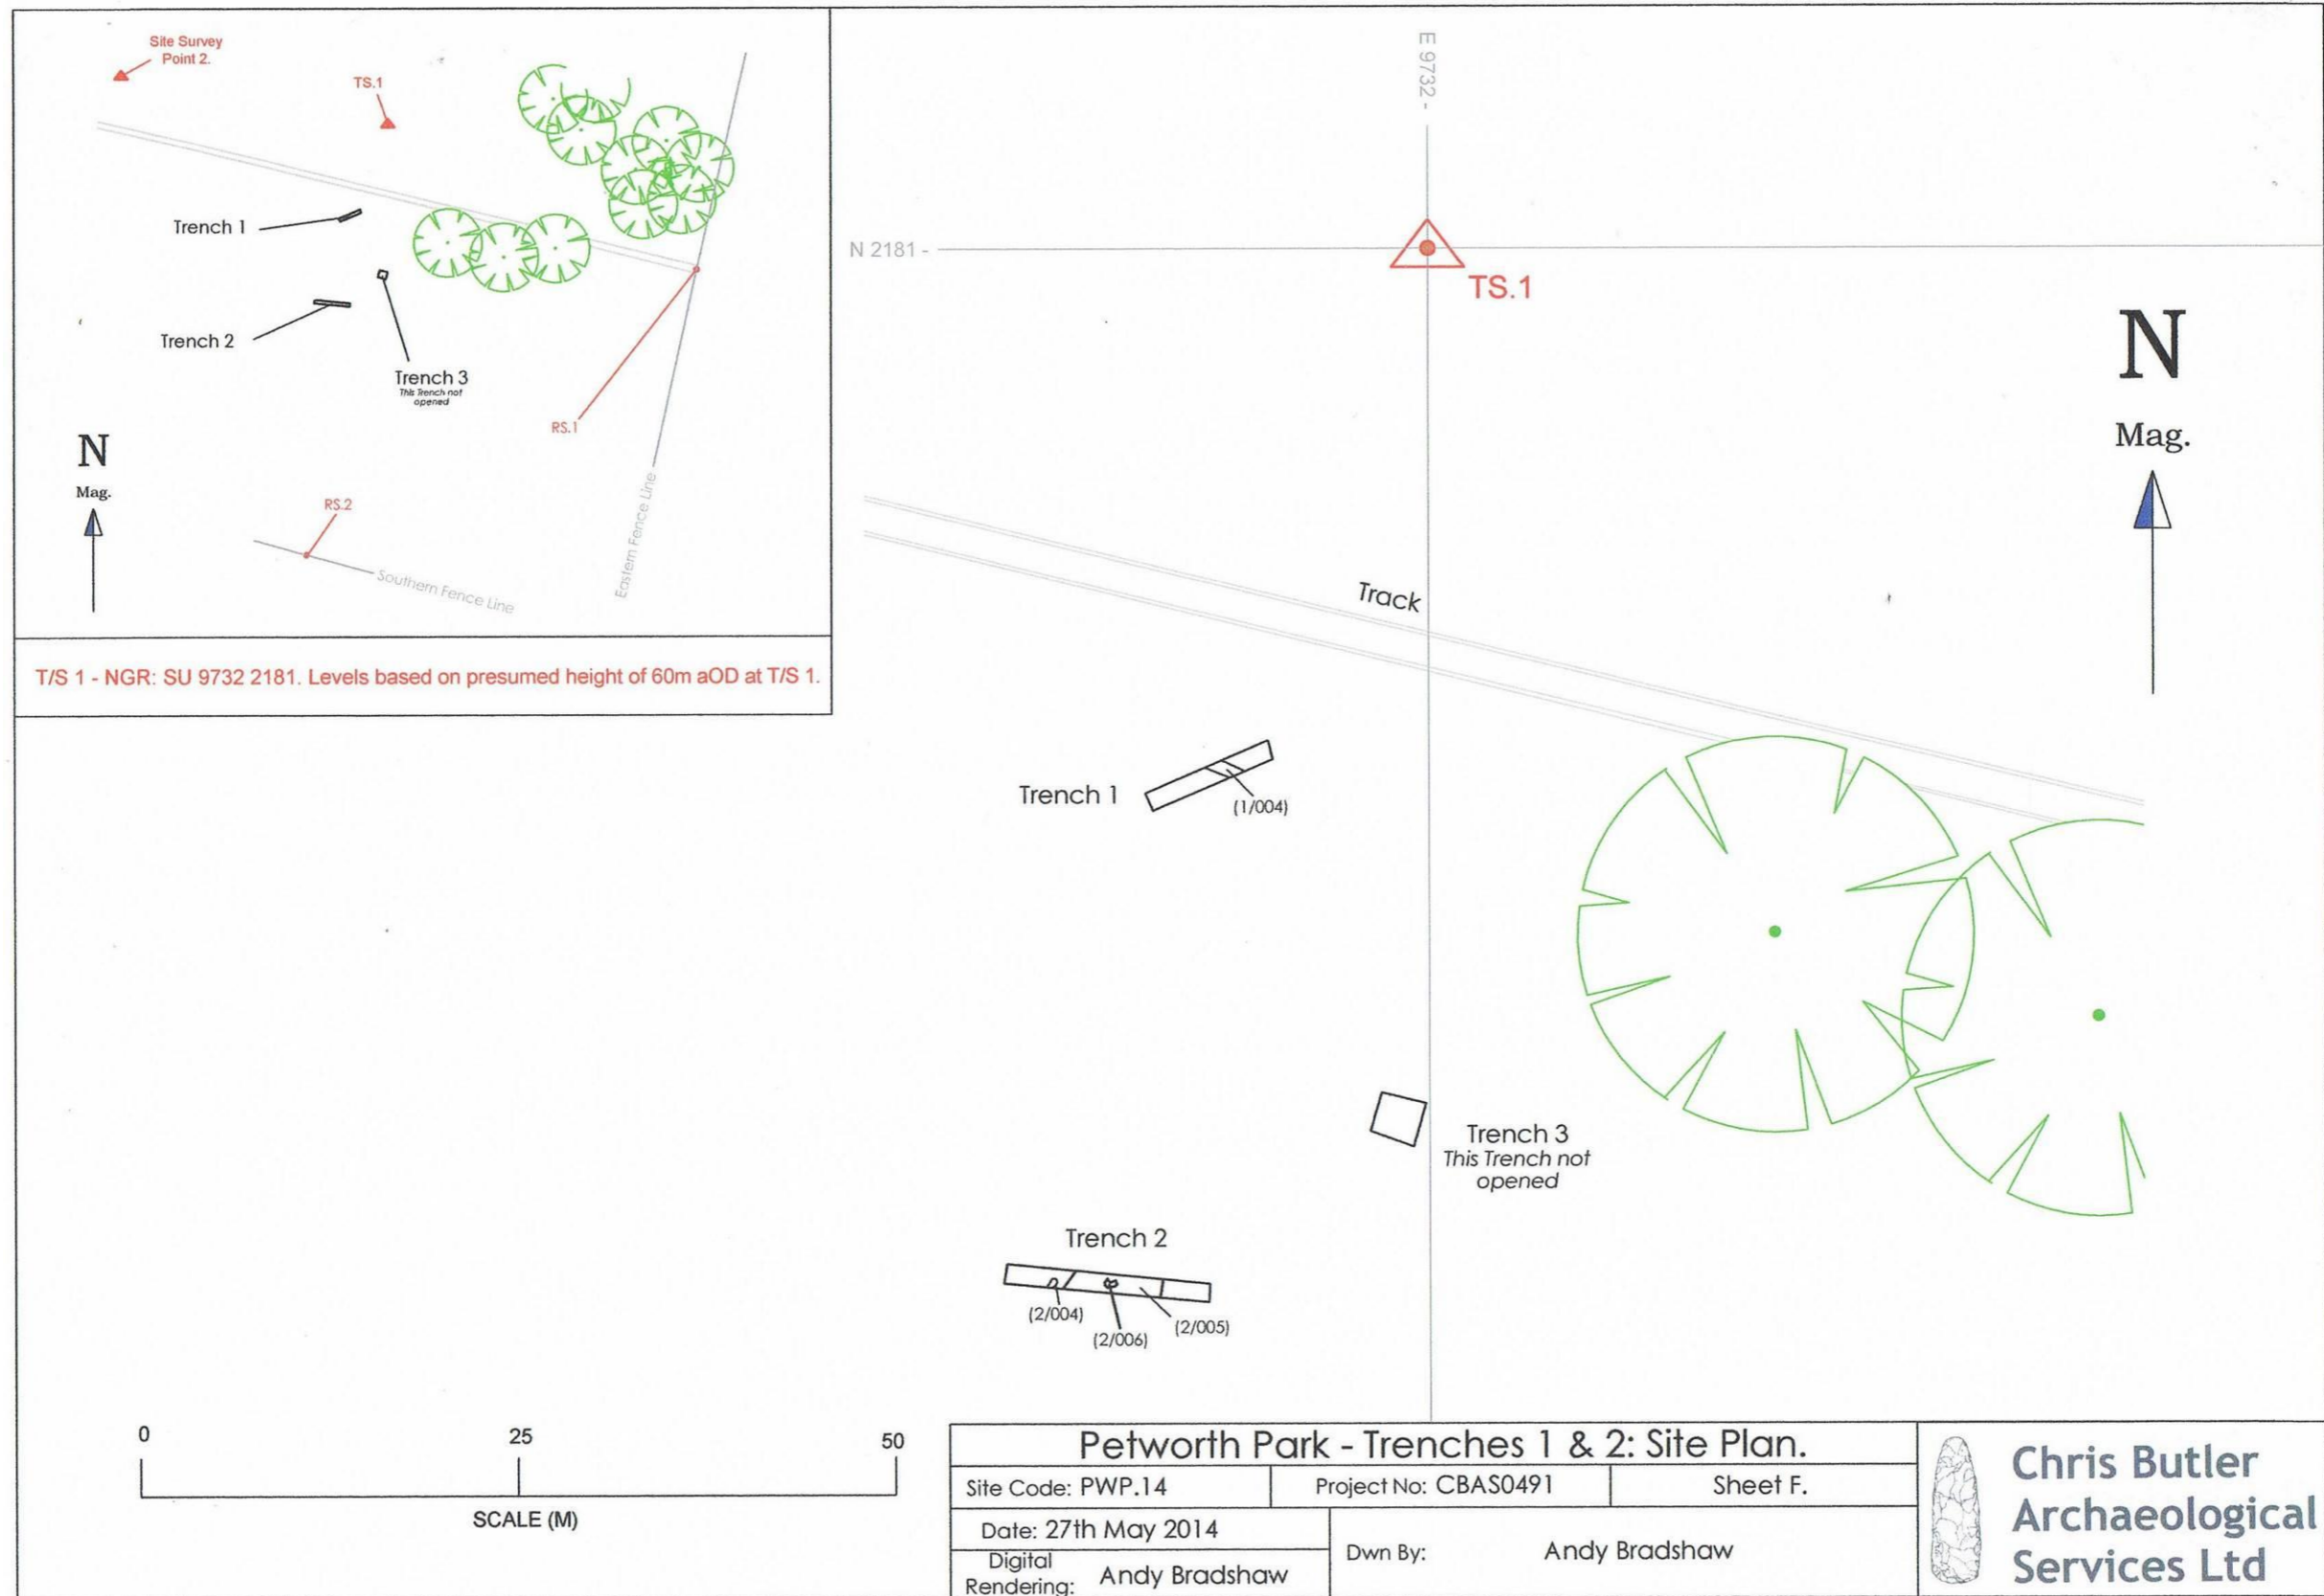 Site Survey
Point 2.
TS.1
Trench 1
Trench 2
Trench 3
This Trench not
opened
RS.1
N
Mag.
RS.2
Southern Fence Line
Eastern Fence Line
T/S 1 - NGR: SU 9732 2181. Levels based on presumed height of 60m aOD at T/S 1.
E 9732 -
N 2181 -
TS.1
N
Mag.
Track
Trench 1
(1/004)
Trench 3
This Trench not
opened
Trench 2
(2/004)
(2/006)
(2/005)
0
25
50
SCALE (M)
Petworth Park - Trenches 1 & 2: Site Plan.
Site Code: PWP.14
Project No: CBAS0491
Sheet F.
Date: 27th May 2014
Digital
Rendering: Andy Bradshaw
Dwn By: Andy Bradshaw
Chris Butler
Archaeological
Services Ltd